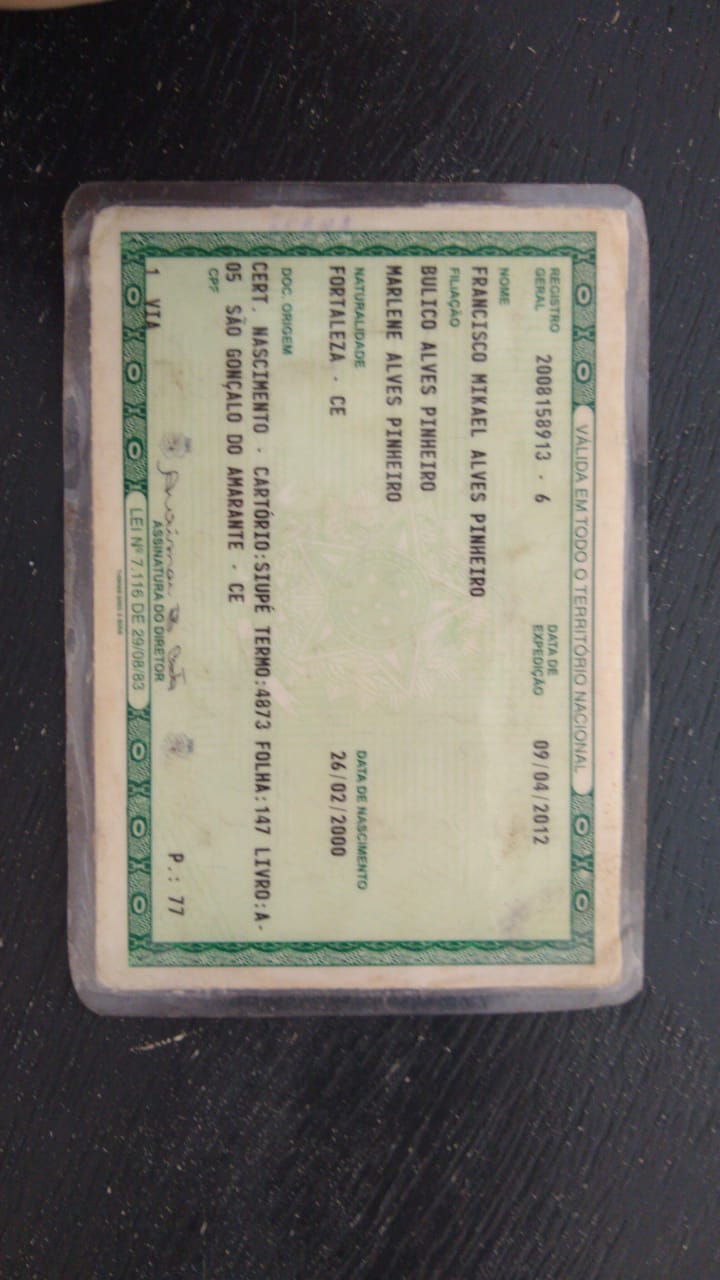 VÁLIDA EM TODO O TERRITÓRIO NACIONAL
REGISTRO GERAL 2008158913 - 6 DATA DE EXPEDIÇÃO 09/04/2012
NOME
FRANCISCO MIKAEL ALVES PINHEIRO
FILIAÇÃO
BULICO ALVES PINHEIRO
MARLENE ALVES PINHEIRO
NATURALIDADE DATA DE NASCIMENTO
FORTALEZA - CE 26/02/2000
DOC. ORIGEM
CERT. NASCIMENTO - CARTÓRIO:SIUPÉ TERMO:4873 FOLHA:147 LIVRO:A-
05 SÃO GONÇALO DO AMARANTE - CE
CPF
P.: 77
1 VIA
ASSINATURA DO DIRETOR
LEI Nº 7.116 DE 29/08/83